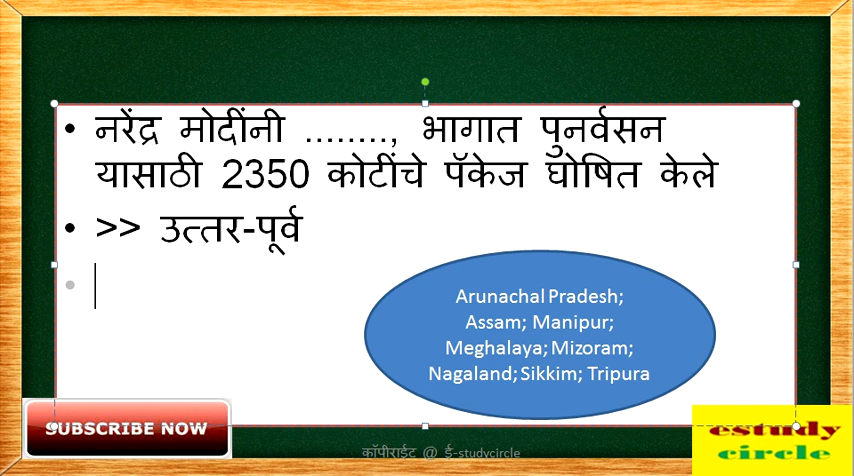 • नरेंद्र मोदींनी ........, भागात पुनर्वसन
यासाठी 2350 कोटींचे पॅकेज घोषित केले
• >> उत्तर-पूर्व
Arunachal Pradesh;
Assam; Manipur;
Meghalaya; Mizoram;
Nagaland; Sikkim; Tripura
SUBSCRIBE NOW
कॉपीराईट @ ई-studycircle
estudy
circle